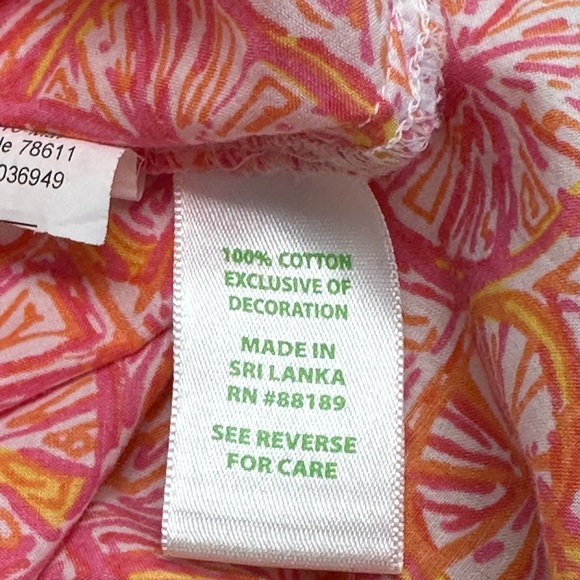 le 78611
036949
100% COTTON
EXCLUSIVE OF
DECORATION
MADE IN
SRI LANKA
RN #88189
SEE REVERSE
FOR CARE